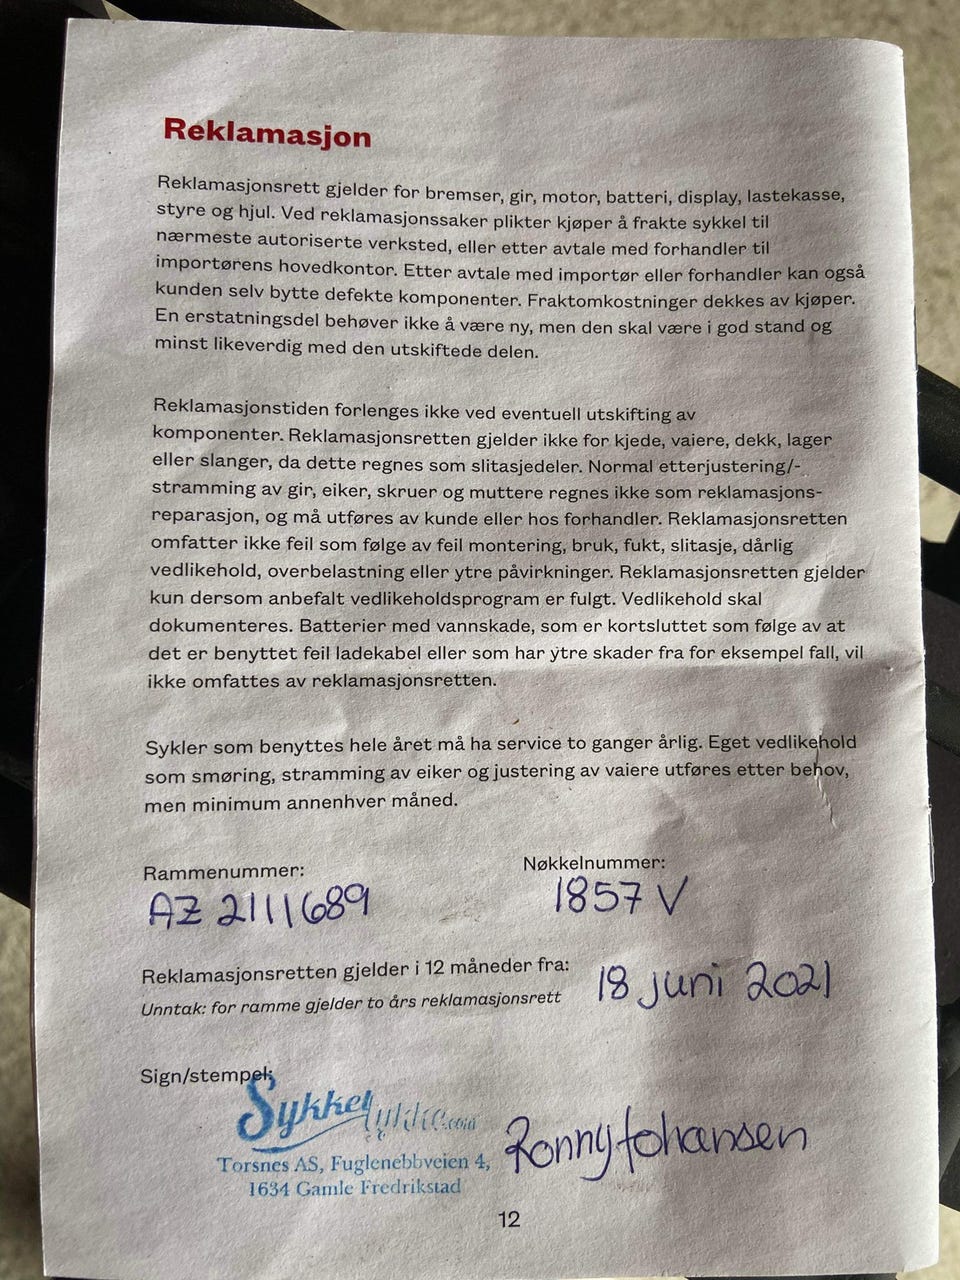 Reklamasjon
Reklamasjonsrett gjelder for bremser, gir, motor, batteri, display, lastekasse,
styre og hjul. Ved reklamasjonssaker plikter kjøper å frakte sykkel til
nærmeste autoriserte verksted, eller etter avtale med forhandler til
importørens hovedkontor. Etter avtale med importør eller forhandler kan også
kunden selv bytte defekte komponenter. Fraktomkostninger dekkes av kjøper.
En erstatningsdel behøver ikke å være ny, men den skal være i god stand og
minst likeverdig med den utskiftede delen.
Reklamasjonstiden forlenges ikke ved eventuell utskifting av
komponenter. Reklamasjonsretten gjelder ikke for kjede, vaiere, dekk, lager
eller slanger, da dette regnes som slitasjedeler. Normal etterjustering/-
stramming av gir, eiker, skruer og muttere regnes ikke som reklamasjons-
reparasjon, og må utføres av kunde eller hos forhandler. Reklamasjonsretten
omfatter ikke feil som følge av feil montering, bruk, fukt, slitasje, dårlig
vedlikehold, overbelastning eller ytre påvirkninger. Reklamasjonsretten gjelder
kun dersom anbefalt vedlikeholdsprogram er fulgt. Vedlikehold skal
dokumenteres. Batterier med vannskade, som er kortsluttet som følge av at
det er benyttet feil ladekabel eller som har ytre skader fra for eksempel fall, vil
ikke omfattes av reklamasjonsretten.
Sykler som benyttes hele året må ha service to ganger årlig. Eget vedlikehold
som smøring, stramming av eiker og justering av vaiere utføres etter behov,
men minimum annenhver måned.
Rammenummer: Nøkkelnummer:
AZ 2111689 1857 V
Reklamasjonsretten gjelder i 12 måneder fra: 18 juni 2021
Unntak: for ramme gjelder to års reklamasjonsrett
Sign/stempel:
Sykkellykke.com Ronny Johansen
Torsnes AS, Fuglenebbveien 4,
1634 Gamle Fredrikstad
12